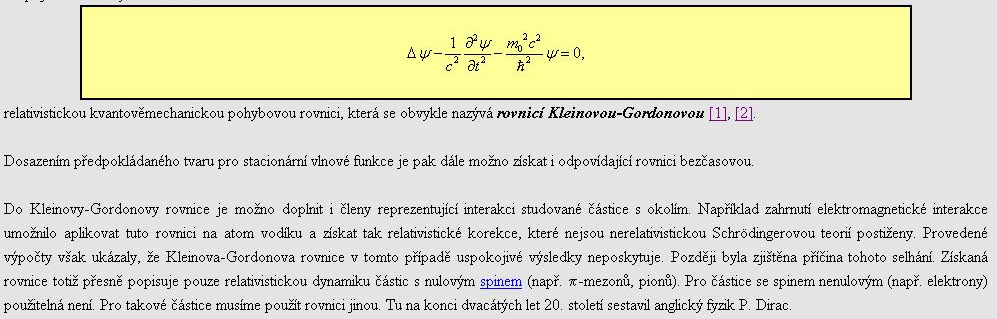 Δ ψ − 1/c² ∂²ψ/∂t² − m₀²c²/ħ² ψ = 0,
relativistickou kvantověmechanickou pohybovou rovnici, která se obvykle nazývá rovnicí Kleinovou-Gordonovou [1], [2].
Dosazením předpokládaného tvaru pro stacionární vlnové funkce je pak dále možno získat i odpovídající rovnici bezčasovou.
Do Kleinovy-Gordonovy rovnice je možno doplnit i členy reprezentující interakci studované částice s okolím. Například zahrnutí elektromagnetické interakce
umožnilo aplikovat tuto rovnici na atom vodíku a získat tak relativistické korekce, které nejsou nerelativistickou Schrödingerovou teorií postiženy. Provedené
výpočty však ukázaly, že Kleinova-Gordonova rovnice v tomto případě uspokojivé výsledky neposkytuje. Později byla zjištěna příčina tohoto selhání. Získaná
rovnice totiž přesně popisuje pouze relativistickou dynamiku částic s nulovým spinem (např. π-mezonů, pionů). Pro částice se spinem nenulovým (např. elektrony)
použitelná není. Pro takové částice musíme použít rovnici jinou. Tu na konci dvacátých let 20. století sestavil anglický fyzik P. Dirac.